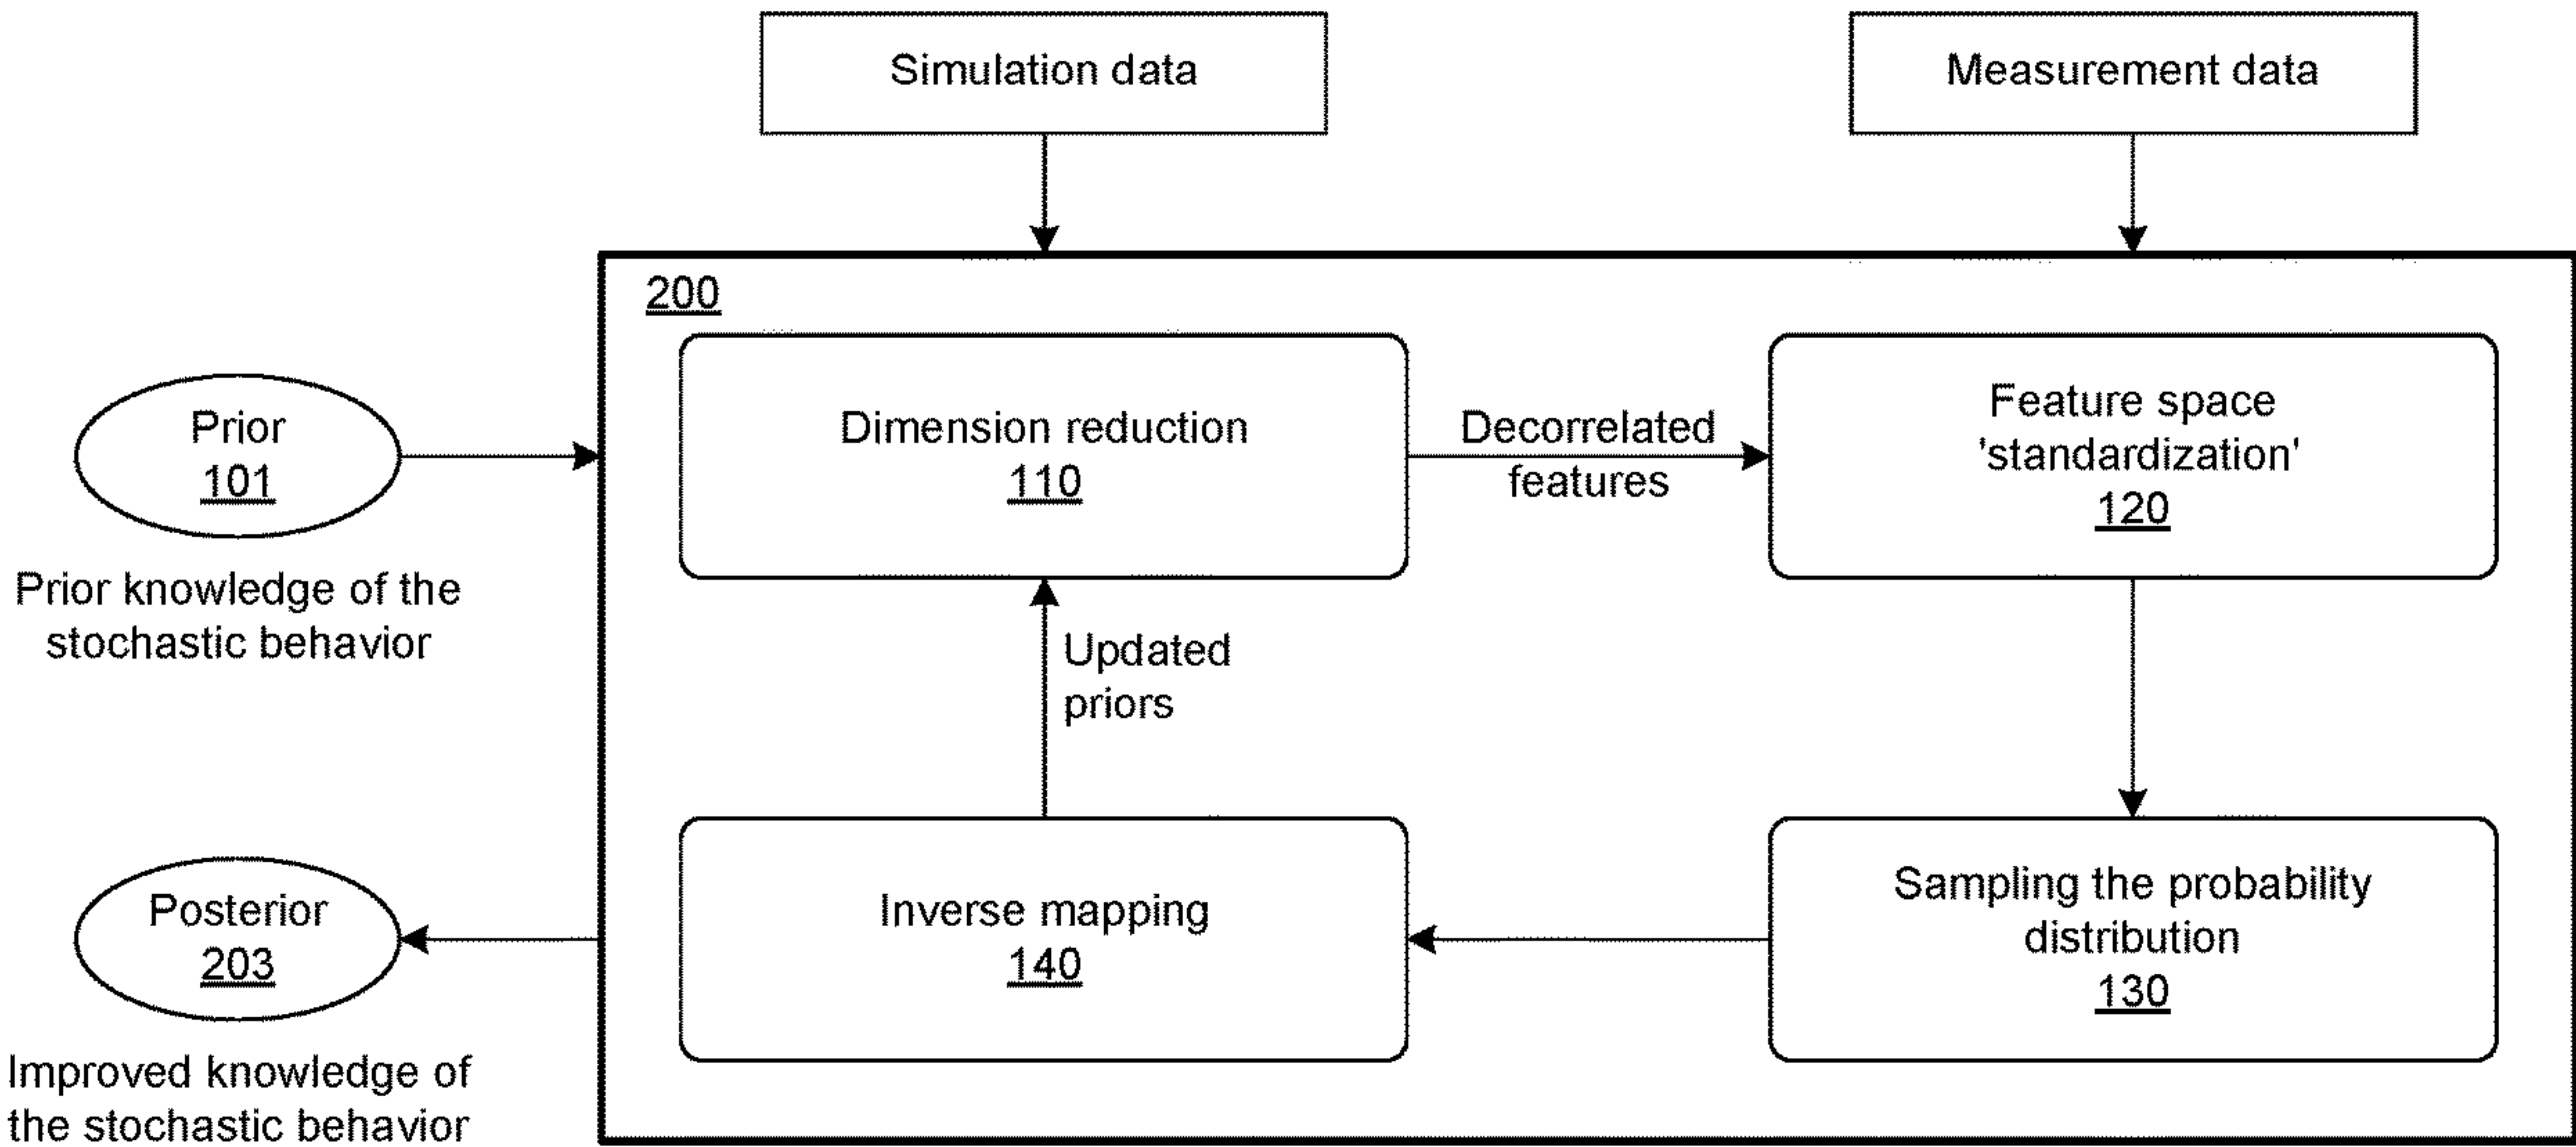 Simulation data
Measurement data
200
Prior
101
Prior knowledge of the
stochastic behavior
Dimension reduction
110
Decorrelated
features
Feature space
'standardization'
120
Updated
priors
Posterior
203
Improved knowledge of
the stochastic behavior
Inverse mapping
140
Sampling the probability
distribution
130